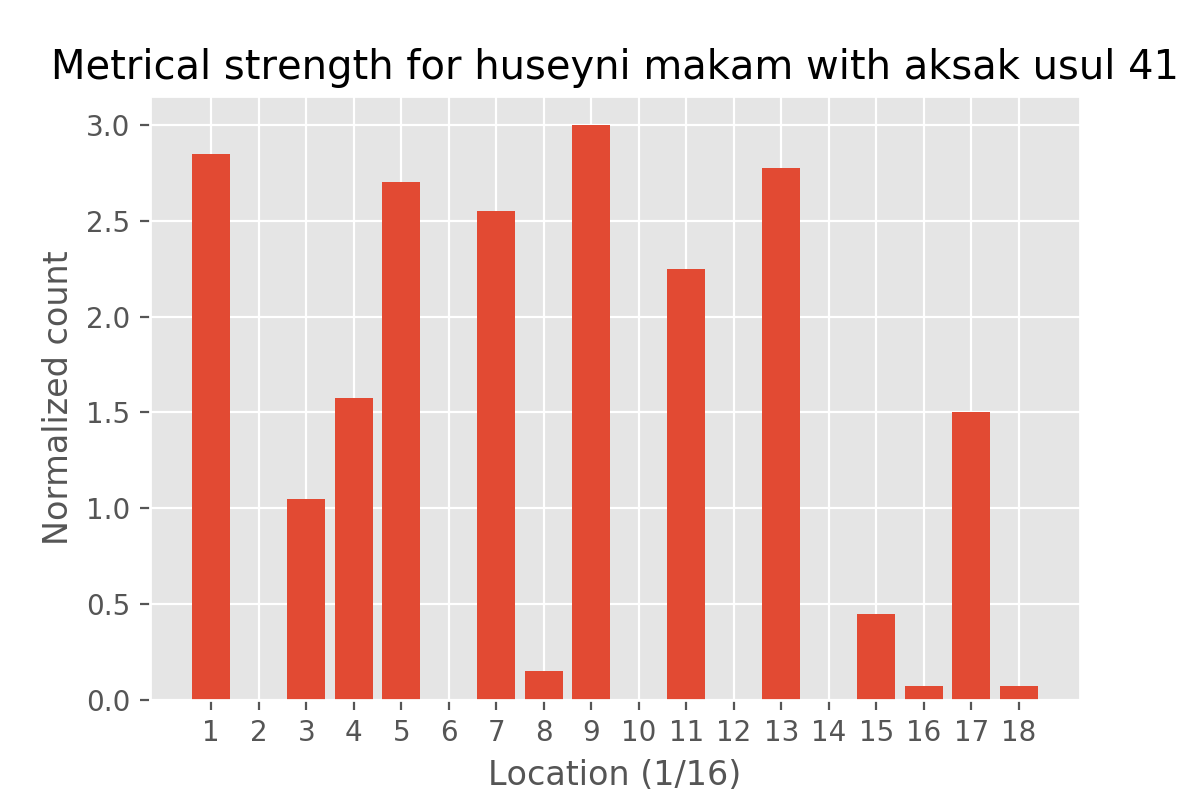 Metrical strength for huseyni makam with aksak usul 41
Normalized count
3.0
2.5
2.0
1.5
1.0
0.5
0.0
1 2 3 4 5 6 7 8 9 10 11 12 13 14 15 16 17 18
Location (1/16)